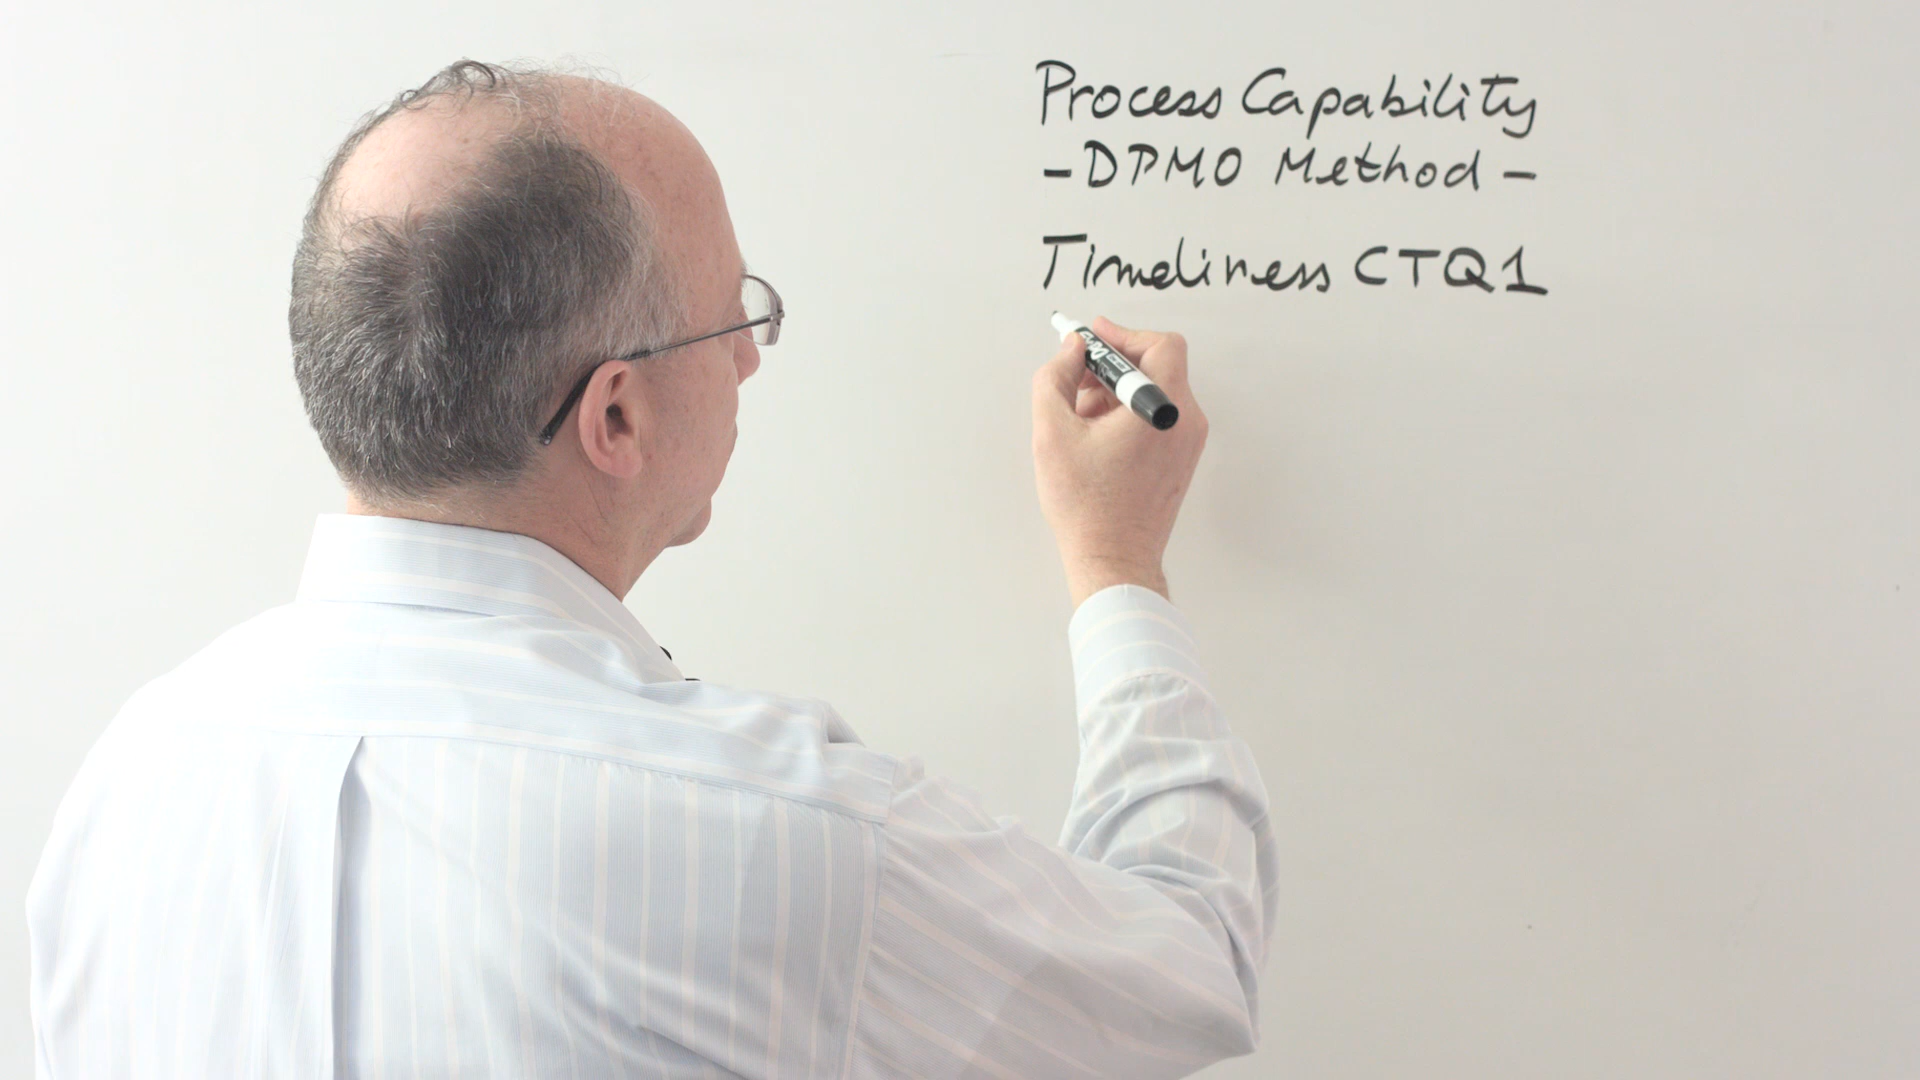 Process Capability
- DPMO Method -
Timeliness CTQ1